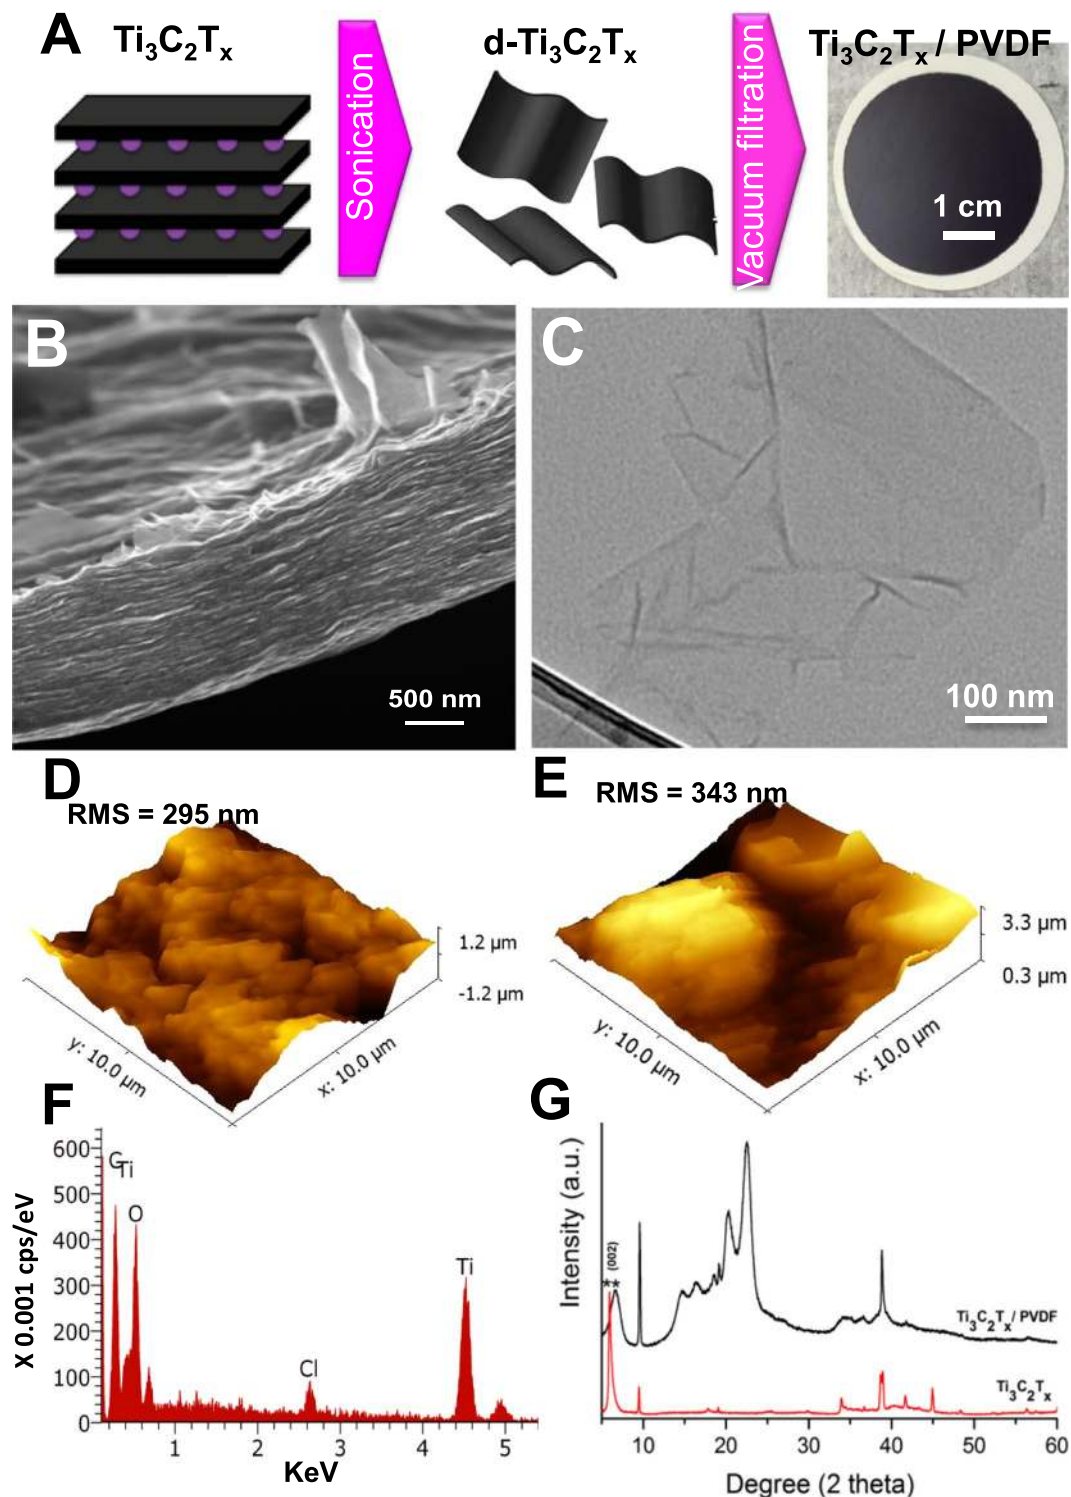 A
Ti3C2Tx
Sonication
d-Ti3C2Tx
Vacuum filtration
Ti3C2Tx / PVDF
1 cm
B
500 nm
C
100 nm
D
RMS = 295 nm
1.2 µm
-1.2 µm
y: 10.0 µm
x: 10.0 µm
E
RMS = 343 nm
3.3 µm
0.3 µm
y: 10.0 µm
x: 10.0 µm
F
X 0.001 cps/eV
600
500
400
300
200
100
0
C
Ti
O
Cl
Ti
1 2 3 4 5
KeV
G
Intensity (a.u.)
** (002)
Ti3C2Tx/ PVDF
Ti3C2Tx
10 20 30 40 50 60
Degree (2 theta)